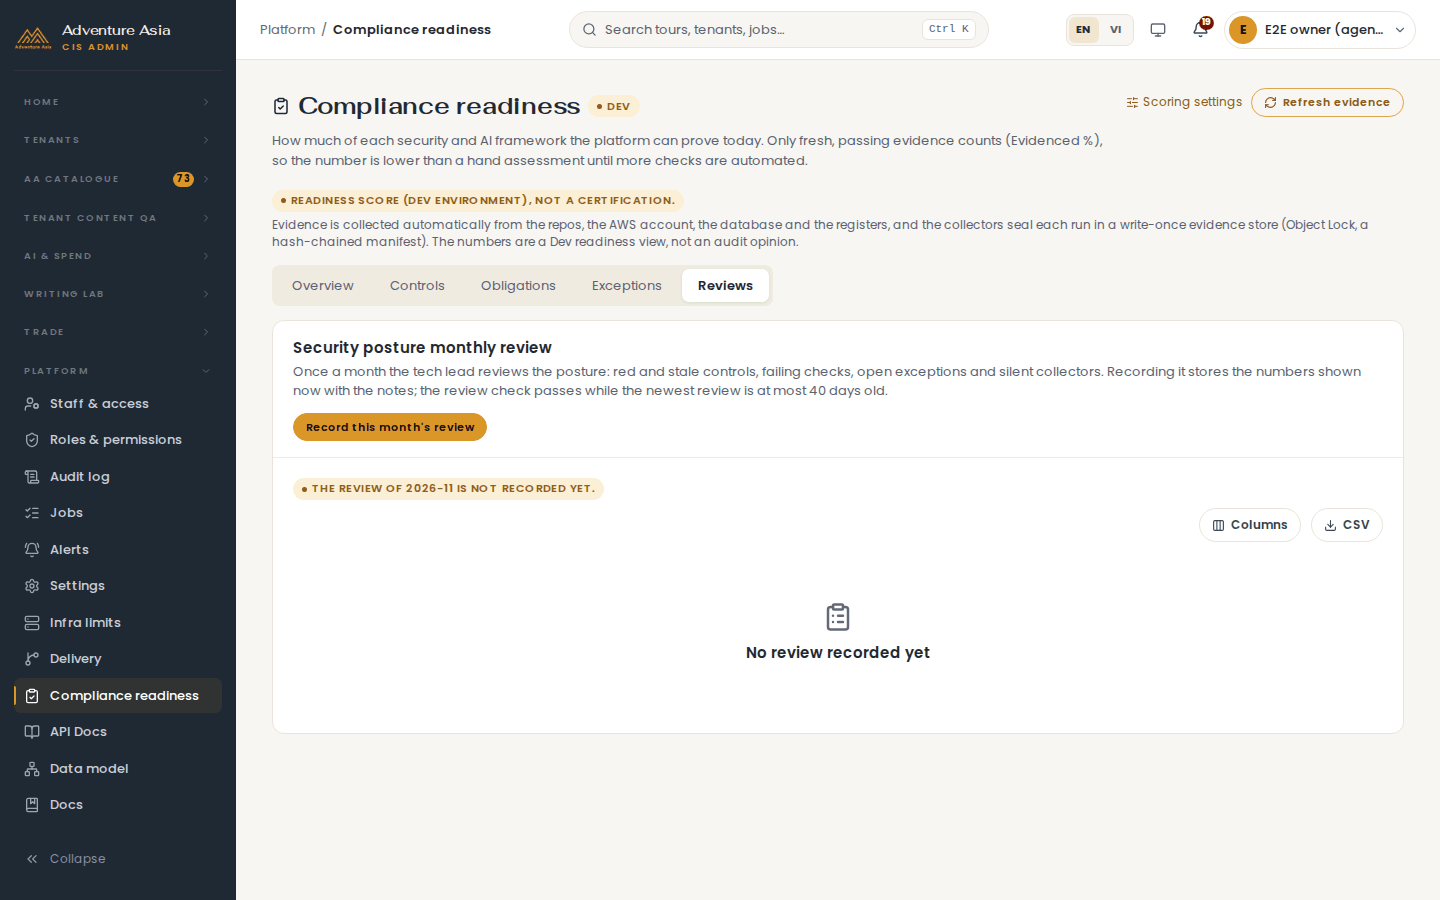 Adventure Asia
CIS ADMIN
Adventure Asia
HOME
TENANTS
AA CATALOGUE
73
TENANT CONTENT QA
AI & SPEND
WRITING LAB
TRADE
PLATFORM
Staff & access
Roles & permissions
Audit log
Jobs
Alerts
Settings
Infra limits
Delivery
Compliance readiness
API Docs
Data model
Docs
Collapse
Platform / Compliance readiness
Search tours, tenants, jobs...
Ctrl K
EN
VI
19
E
E2E owner (agen...
Compliance readiness
DEV
Scoring settings
Refresh evidence
How much of each security and AI framework the platform can prove today. Only fresh, passing evidence counts (Evidenced %),
so the number is lower than a hand assessment until more checks are automated.
READINESS SCORE (DEV ENVIRONMENT), NOT A CERTIFICATION.
Evidence is collected automatically from the repos, the AWS account, the database and the registers, and the collectors seal each run in a write-once evidence store (Object Lock, a
hash-chained manifest). The numbers are a Dev readiness view, not an audit opinion.
Overview
Controls
Obligations
Exceptions
Reviews
Security posture monthly review
Once a month the tech lead reviews the posture: red and stale controls, failing checks, open exceptions and silent collectors. Recording it stores the numbers shown
now with the notes; the review check passes while the newest review is at most 40 days old.
Record this month's review
THE REVIEW OF 2026-11 IS NOT RECORDED YET.
Columns
CSV
No review recorded yet